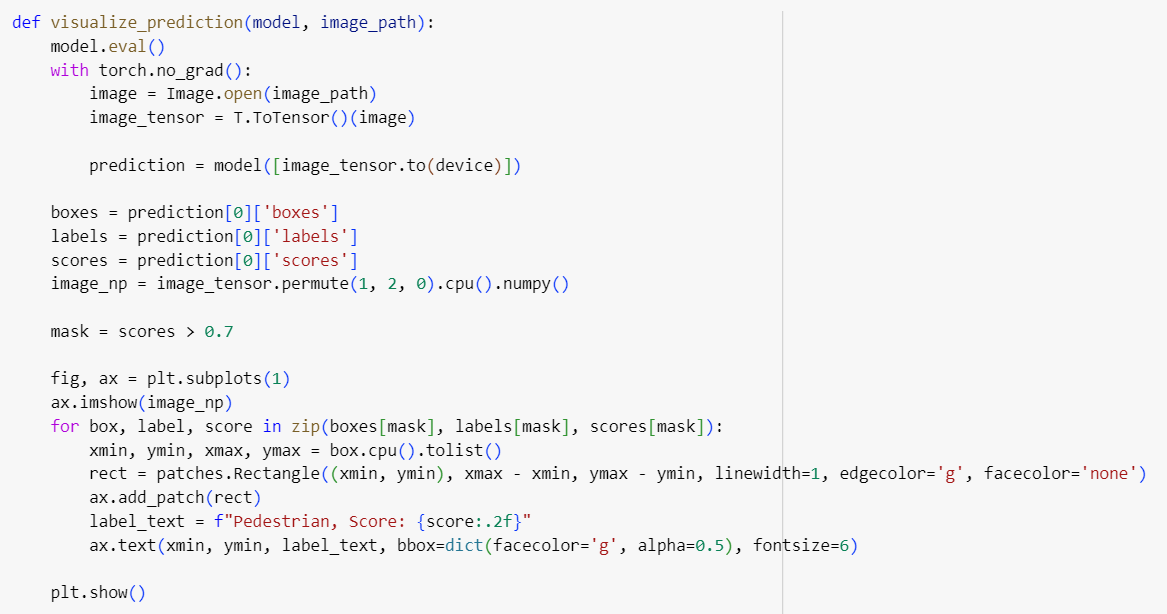 def visualize_prediction(model, image_path):
    model.eval()
    with torch.no_grad():
        image = Image.open(image_path)
        image_tensor = T.ToTensor()(image)

        prediction = model([image_tensor.to(device)])

    boxes = prediction[0]['boxes']
    labels = prediction[0]['labels']
    scores = prediction[0]['scores']
    image_np = image_tensor.permute(1, 2, 0).cpu().numpy()

    mask = scores > 0.7

    fig, ax = plt.subplots(1)
    ax.imshow(image_np)
    for box, label, score in zip(boxes[mask], labels[mask], scores[mask]):
        xmin, ymin, xmax, ymax = box.cpu().tolist()
        rect = patches.Rectangle((xmin, ymin), xmax - xmin, ymax - ymin, linewidth=1, edgecolor='g', facecolor='none')
        ax.add_patch(rect)
        label_text = f"Pedestrian, Score: {score:.2f}"
        ax.text(xmin, ymin, label_text, bbox=dict(facecolor='g', alpha=0.5), fontsize=6)

    plt.show()